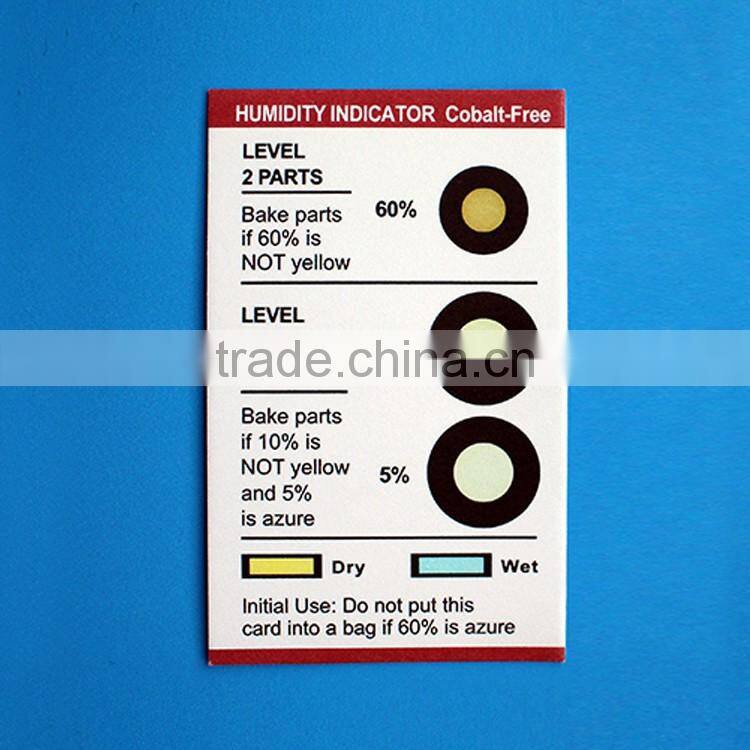 HUMIDITY INDICATOR Cobalt-Free
LEVEL
2 PARTS
Bake parts
if 60% is
NOT yellow
60%
LEVEL
trade.china.cn
Bake parts
if 10% is
NOT yellow
and 5%
is azure
5%
Dry
Wet
Initial Use: Do not put this
card into a bag if 60% is azure